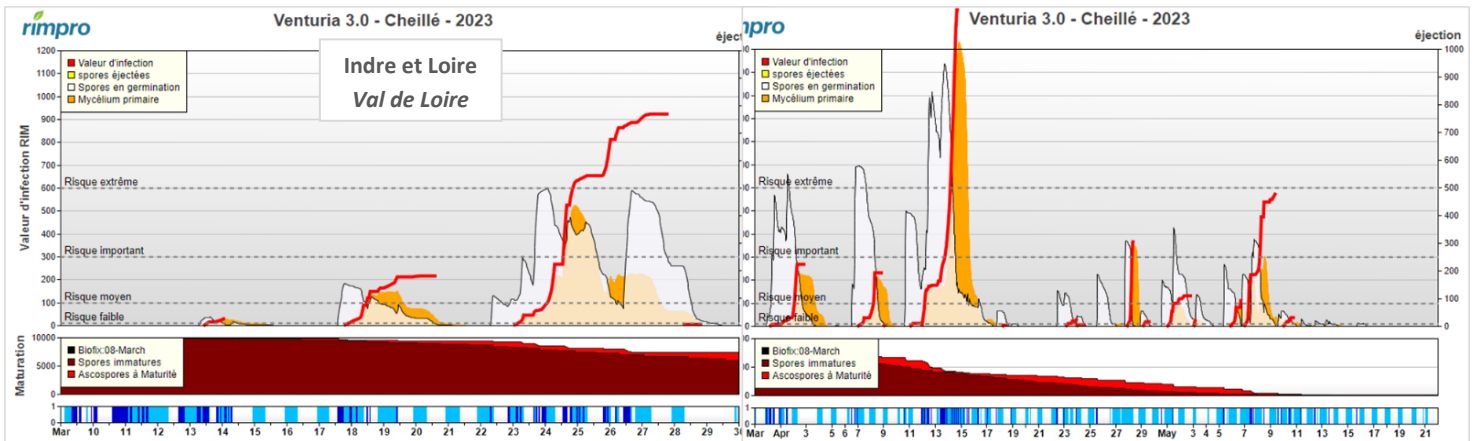 rimpro
Venturia 3.0 - Cheillé - 2023
éject
Indre et Loire
Val de Loire
Valeur d'infection
spores éjectées
Spores en germination
Mycélium primaire
Valeur d'infection RIM
1200
1100
1000
900
800
700
600
500
400
300
200
100
0
Risque extrême
Risque important
Risque moyen
Risque faible
Maturation
10000
5000
0
Biofix:08-March
Spores immatures
Ascospores à Maturité
1
0
Mar 10 11 12 13 14 15 16 17 18 19 20 21 22 23 24 25 26 27 28 29 30
npro
Venturia 3.0 - Cheillé - 2023
éjection
Valeur d'infection
spores éjectées
Spores en germination
Mycélium primaire
1000
900
800
700
600
500
400
300
200
100
0
Risque extrême
Risque important
Risque moyen
Risque faible
Biofix:08-March
Spores immatures
Ascospores à Maturité
1
0
Mar Apr 3 5 6 7 9 11 12 13 15 17 19 21 23 25 27 29 May 3 4 5 7 9 11 13 15 17 19 21